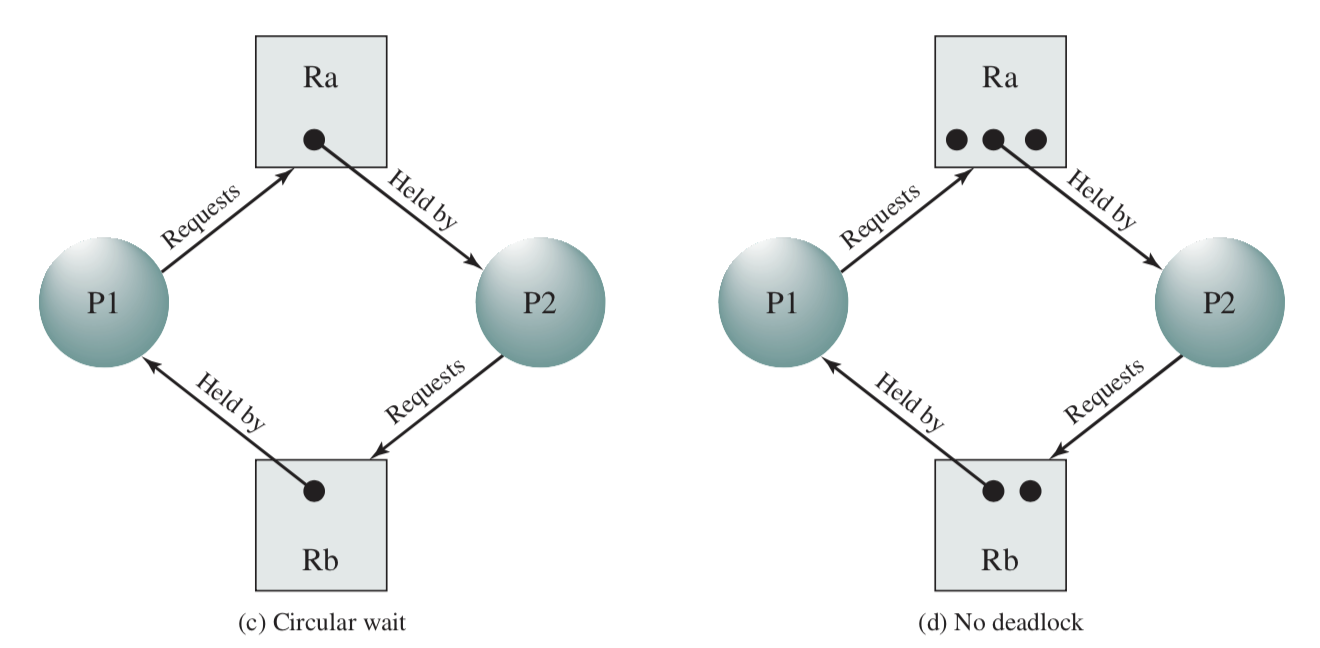 Ra
Requests
Held by
P1
P2
Held by
Requests
Rb
(c) Circular wait
Ra
Requests
Held by
P1
P2
Held by
Requests
Rb
(d) No deadlock